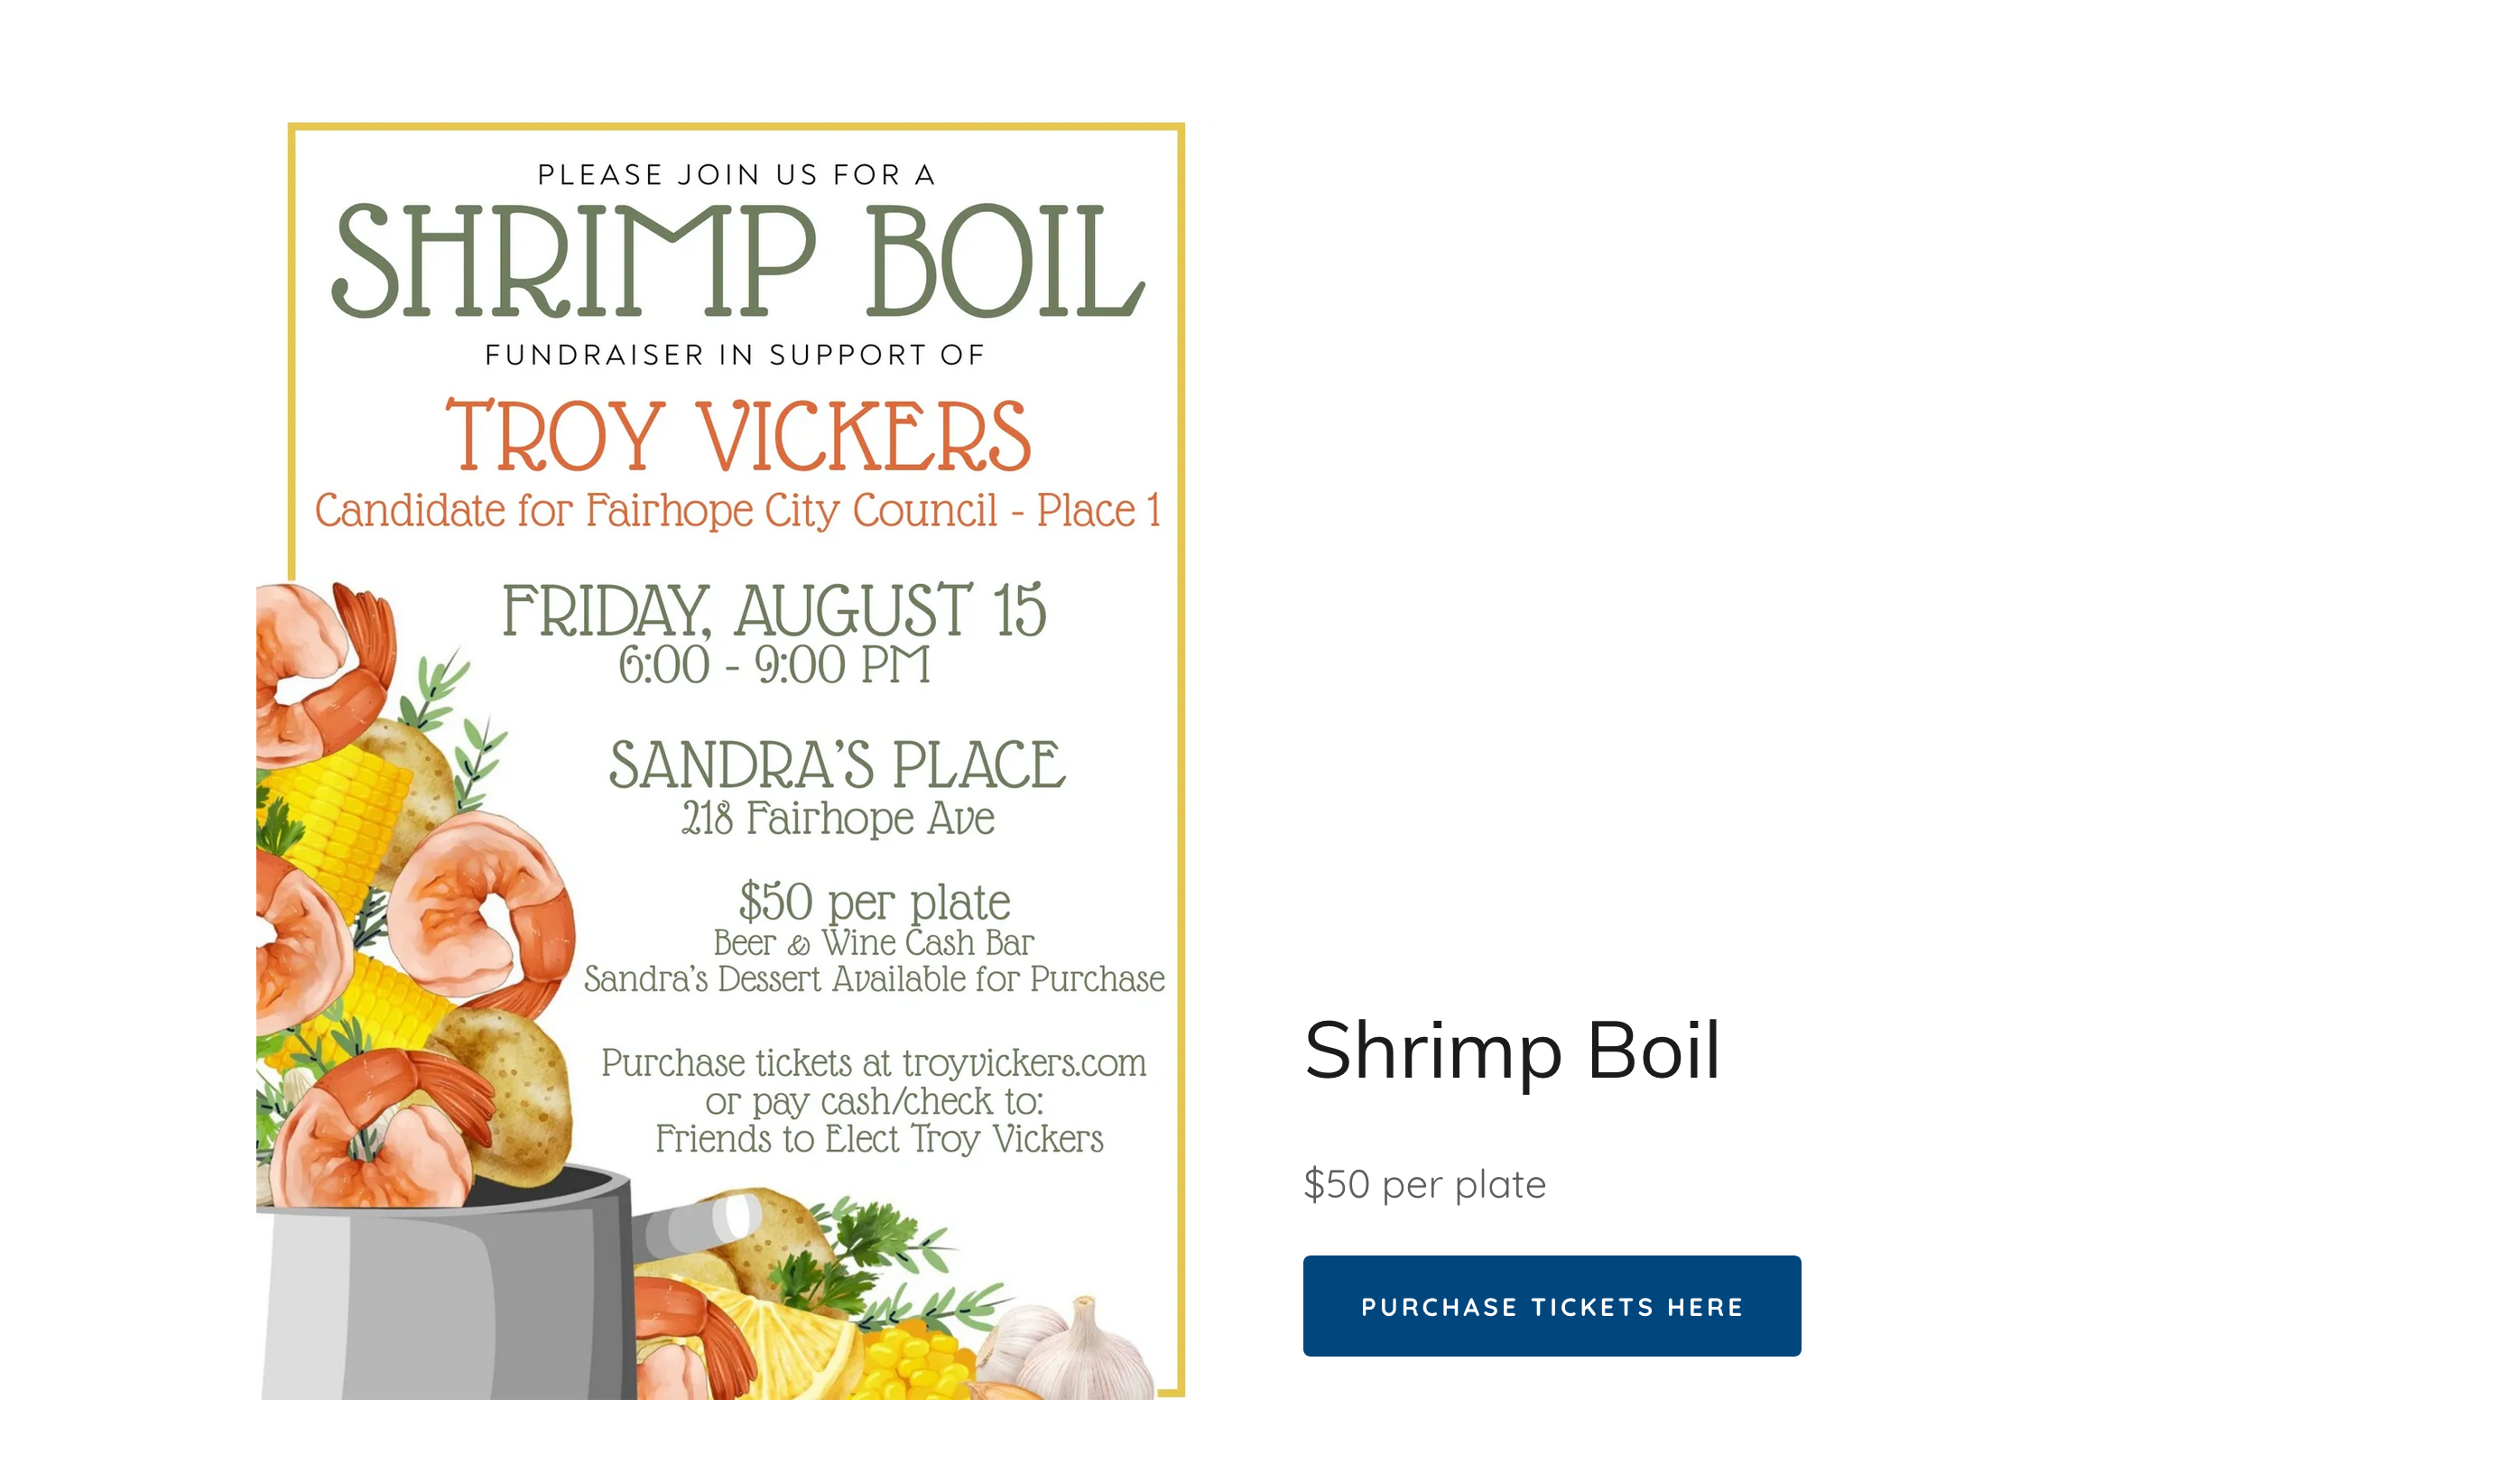 PLEASE JOIN US FOR A
SHRIMP BOIL
FUNDRAISER IN SUPPORT OF
TROY VICKERS
Candidate for Fairhope City Council - Place 1
FRIDAY, AUGUST 15
6:00 - 9:00 PM
SANDRA'S PLACE
218 Fairhope Ave
$50 per plate
Beer & Wine Cash Bar
Sandra's Dessert Available for Purchase
Purchase tickets at troyvickers.com
or pay cash/check to:
Friends to Elect Troy Vickers
Shrimp Boil
$50 per plate
PURCHASE TICKETS HERE